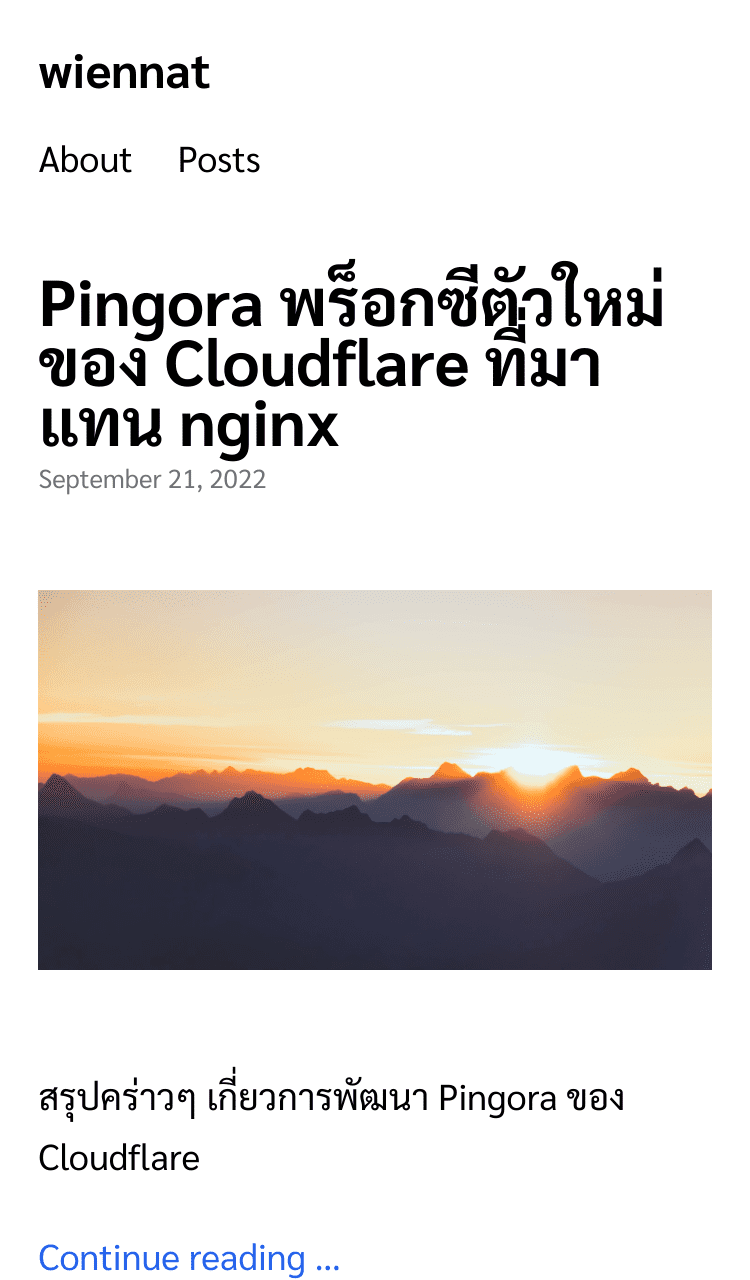 wiennat
About Posts
Pingora พร็อกซีตัวใหม่
ของ Cloudflare ที่มา
แทน nginx
September 21, 2022
สรุปคร่าวๆ เกี่ยวการพัฒนา Pingora ของ
Cloudflare
Continue reading ...